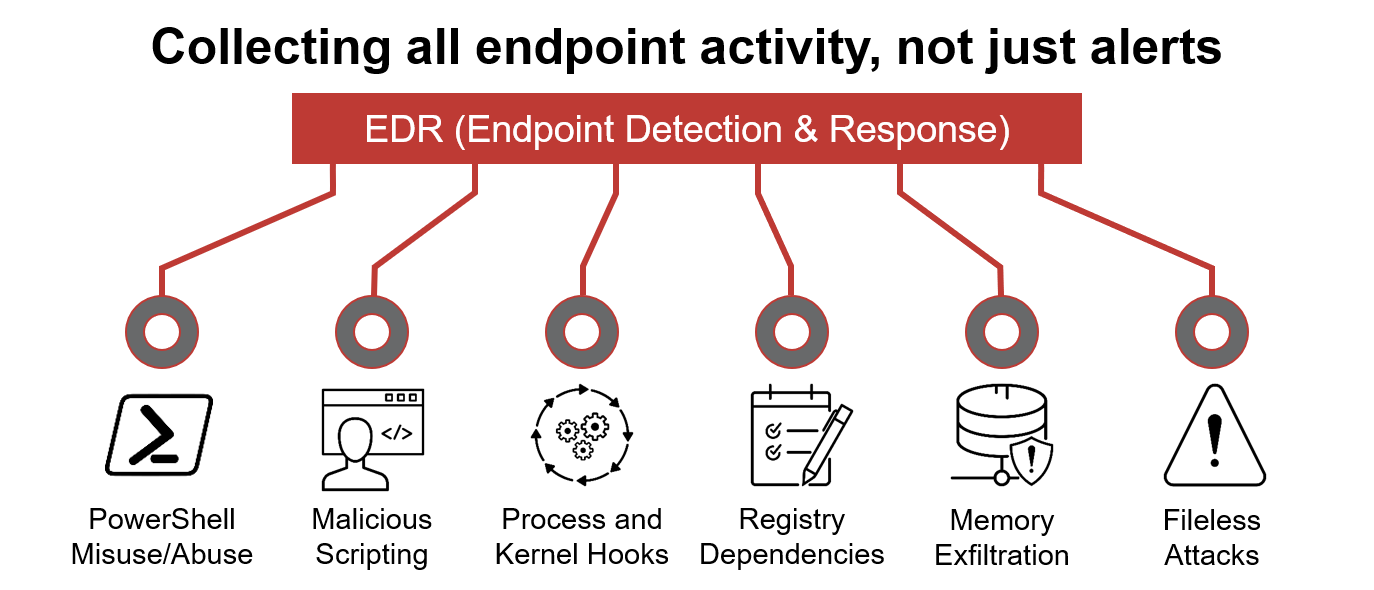 Collecting all endpoint activity, not just alerts
EDR (Endpoint Detection & Response)
</>
PowerShell
Misuse/Abuse
Malicious
Scripting
Process and
Kernel Hooks
Registry
Dependencies
Memory
Exfiltration
Fileless
Attacks